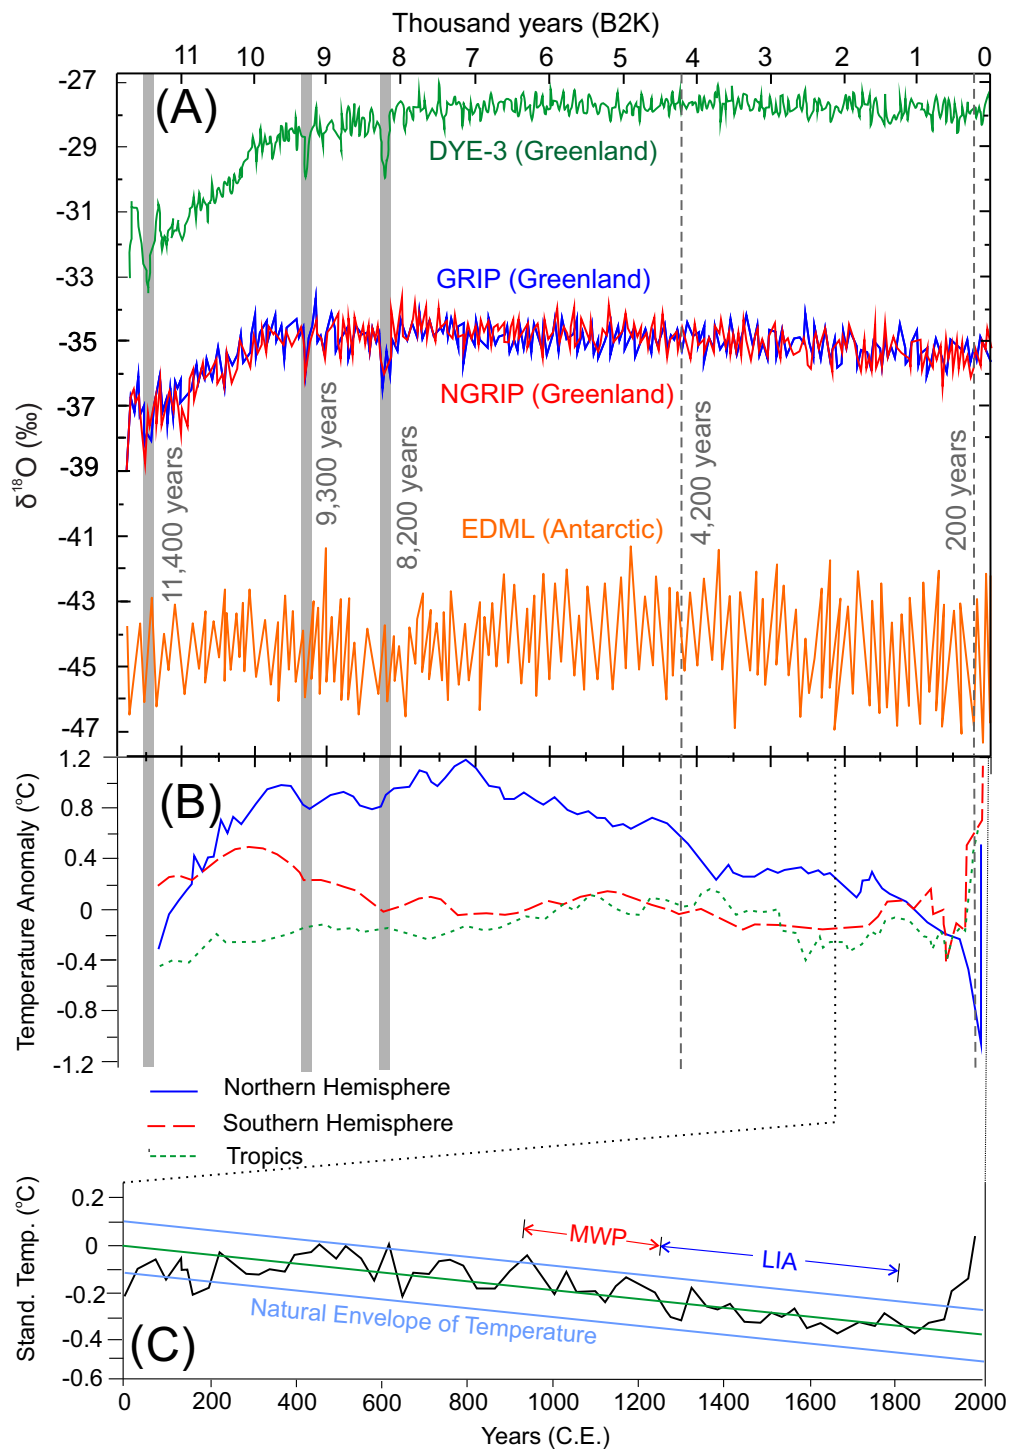 Thousand years (B2K)
11 10 9 8 7 6 5 4 3 2 1 0
(A)
-27
-29
-31
-33
-35
-37
-39
-41
-43
-45
-47
δ¹⁸O (‰)
DYE-3 (Greenland)
GRIP (Greenland)
NGRIP (Greenland)
EDML (Antarctic)
11,400 years
9,300 years
8,200 years
4,200 years
200 years
(B)
1.2
0.8
0.4
0
-0.4
-0.8
-1.2
Temperature Anomaly (°C)
Northern Hemisphere
Southern Hemisphere
Tropics
0.2
0
-0.2
-0.4
-0.6
Stand. Temp. (°C)
MWP
LIA
Natural Envelope of Temperature
(C)
0 200 400 600 800 1000 1200 1400 1600 1800 2000
Years (C.E.)